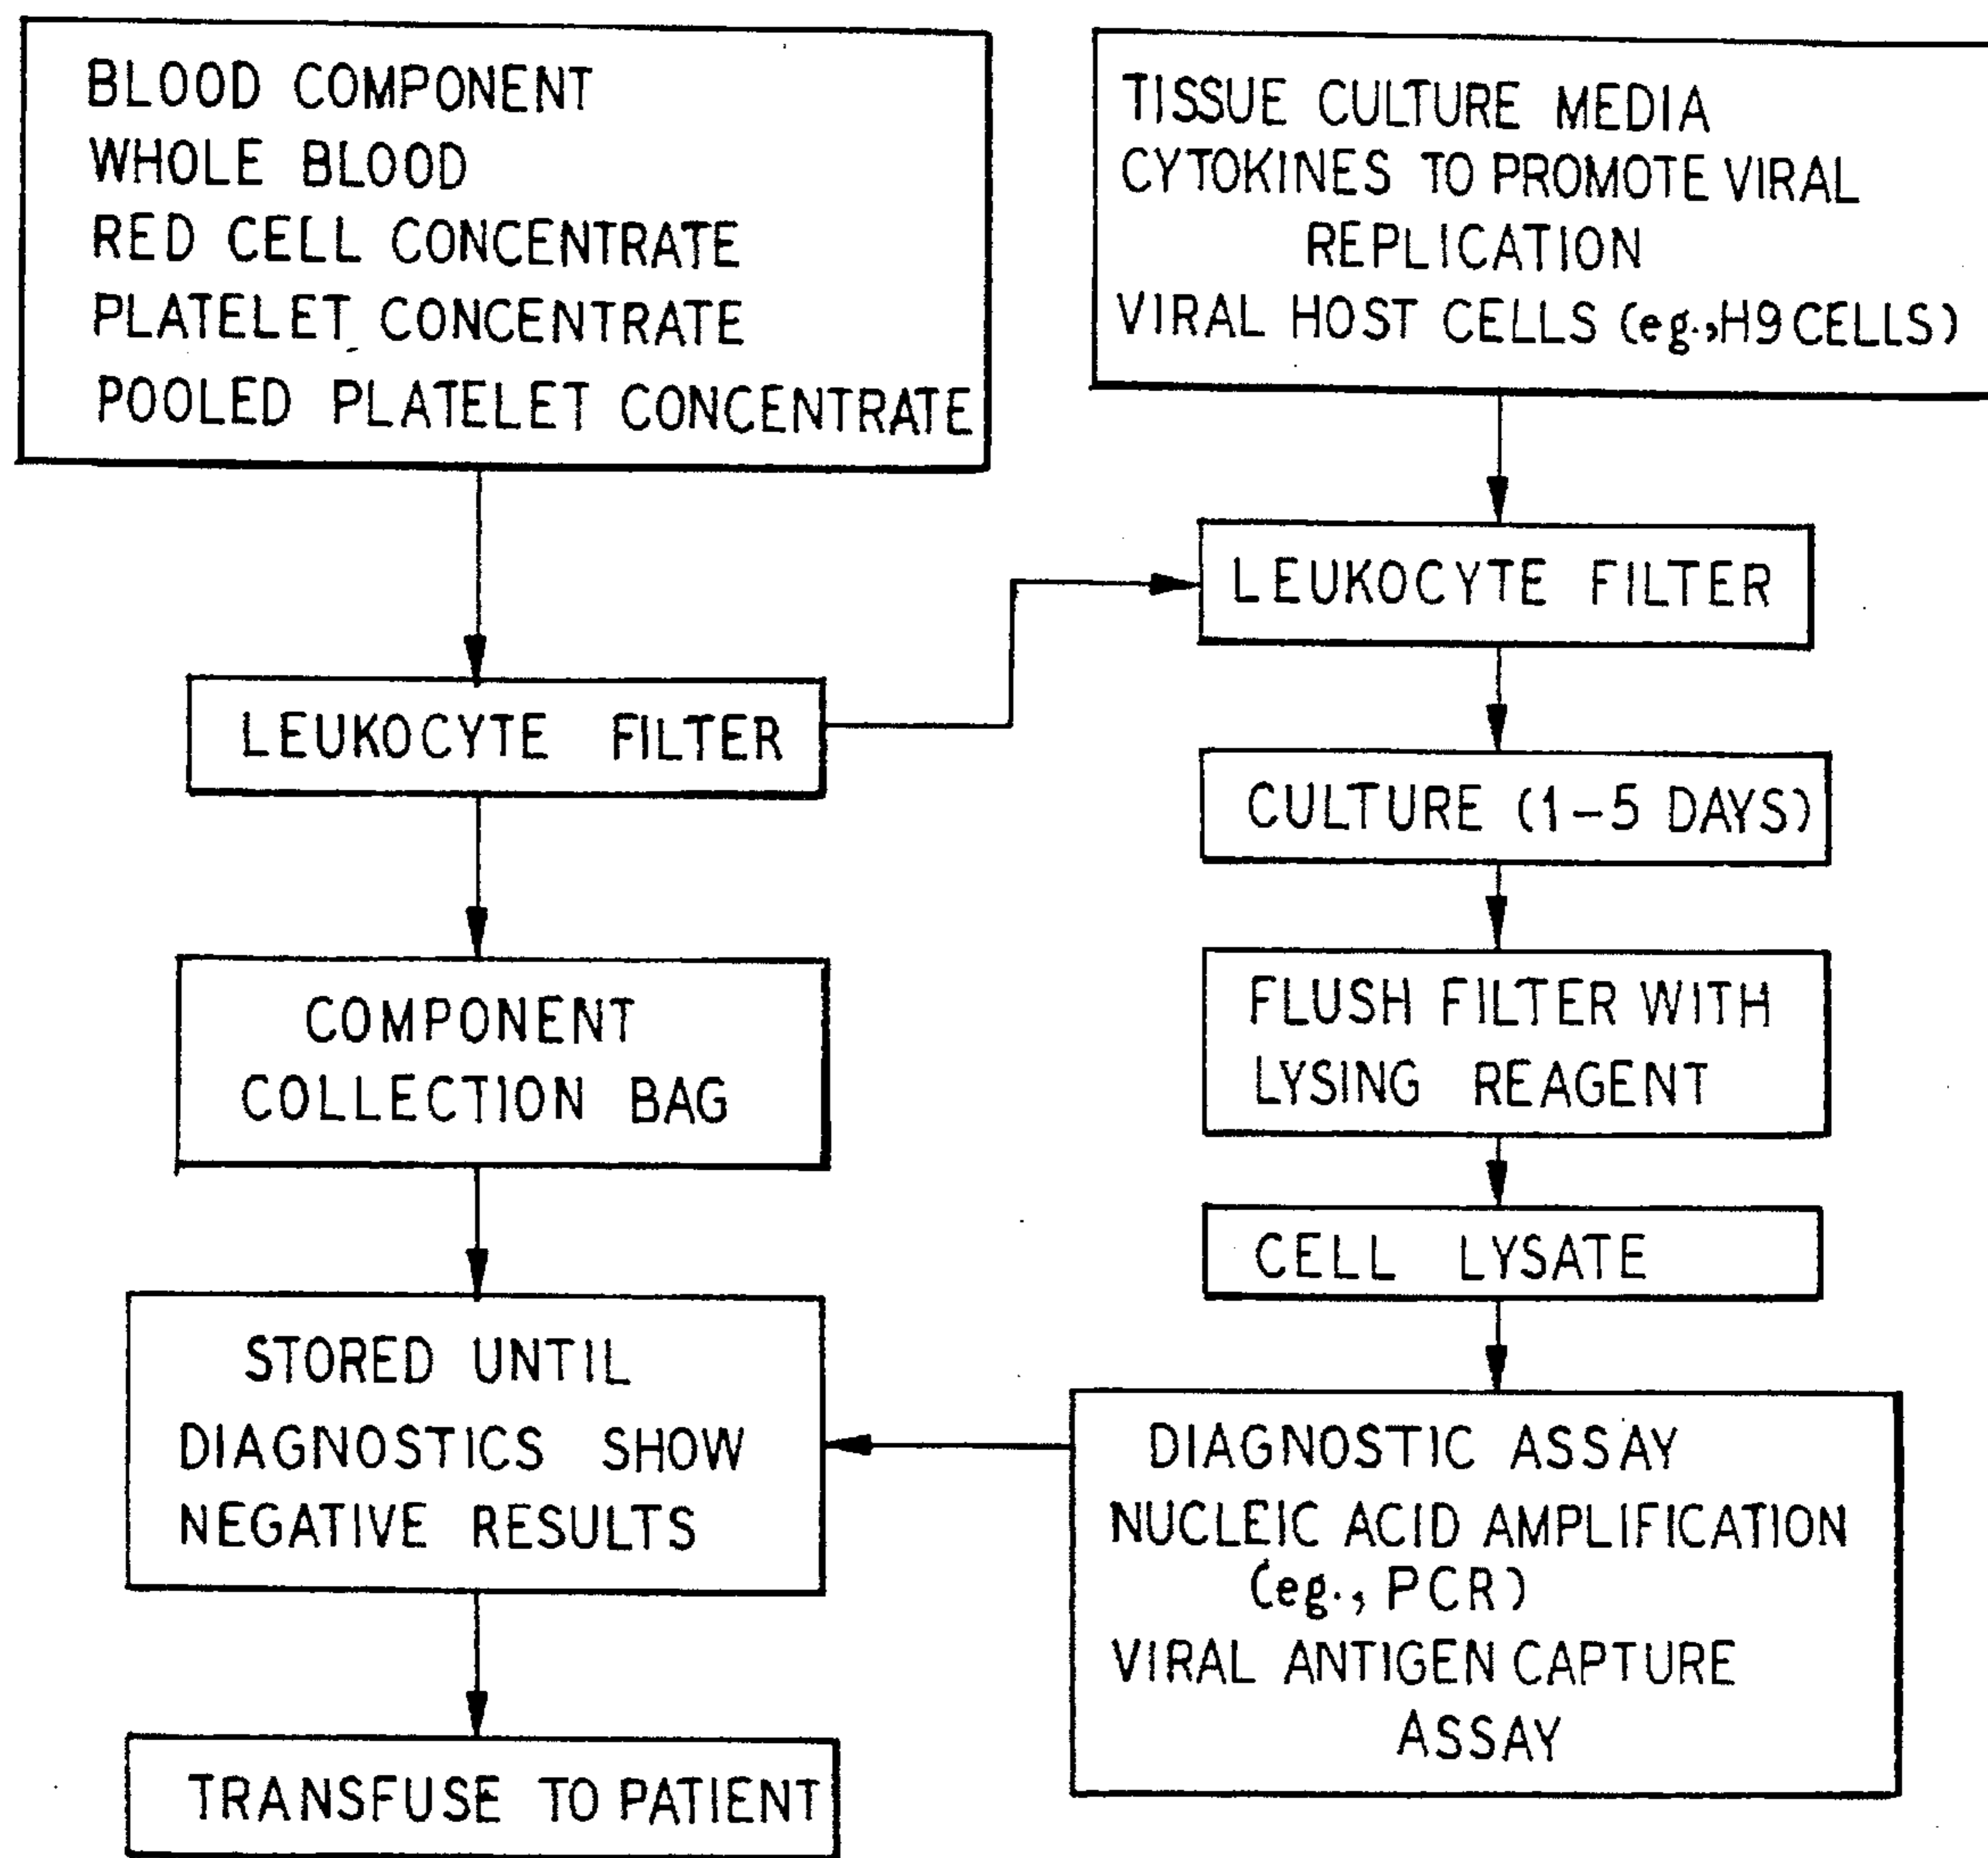 BLOOD COMPONENT
WHOLE BLOOD
RED CELL CONCENTRATE
PLATELET CONCENTRATE
POOLED PLATELET CONCENTRATE
LEUKOCYTE FILTER
COMPONENT
COLLECTION BAG
STORED UNTIL
DIAGNOSTICS SHOW
NEGATIVE RESULTS
TRANSFUSE TO PATIENT
TISSUE CULTURE MEDIA
CYTOKINES TO PROMOTE VIRAL
REPLICATION
VIRAL HOST CELLS (eg.,H9 CELLS)
LEUKOCYTE FILTER
CULTURE (1-5 DAYS)
FLUSH FILTER WITH
LYSING REAGENT
CELL LYSATE
DIAGNOSTIC ASSAY
NUCLEIC ACID AMPLIFICATION
(eg., PCR)
VIRAL ANTIGEN CAPTURE
ASSAY